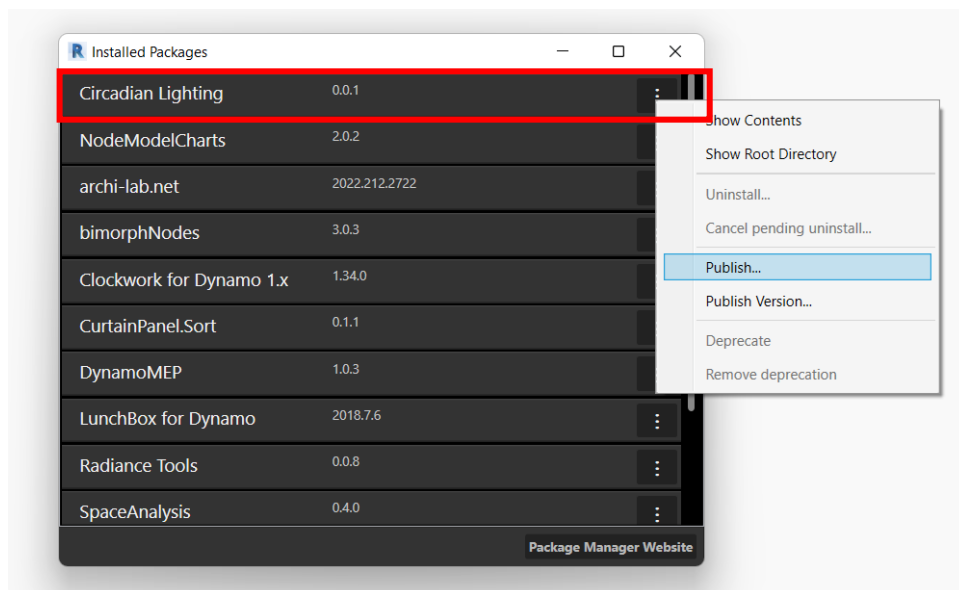 R Installed Packages
Circadian Lighting 0.0.1
NodeModelCharts 2.0.2
archi-lab.net 2022.212.2722
bimorphNodes 3.0.3
Clockwork for Dynamo 1.x 1.34.0
CurtainPanel.Sort 0.1.1
DynamoMEP 1.0.3
LunchBox for Dynamo 2018.7.6
Radiance Tools 0.0.8
SpaceAnalysis 0.4.0
Package Manager Website
Show Contents
Show Root Directory
Uninstall...
Cancel pending uninstall...
Publish...
Publish Version...
Deprecate
Remove deprecation